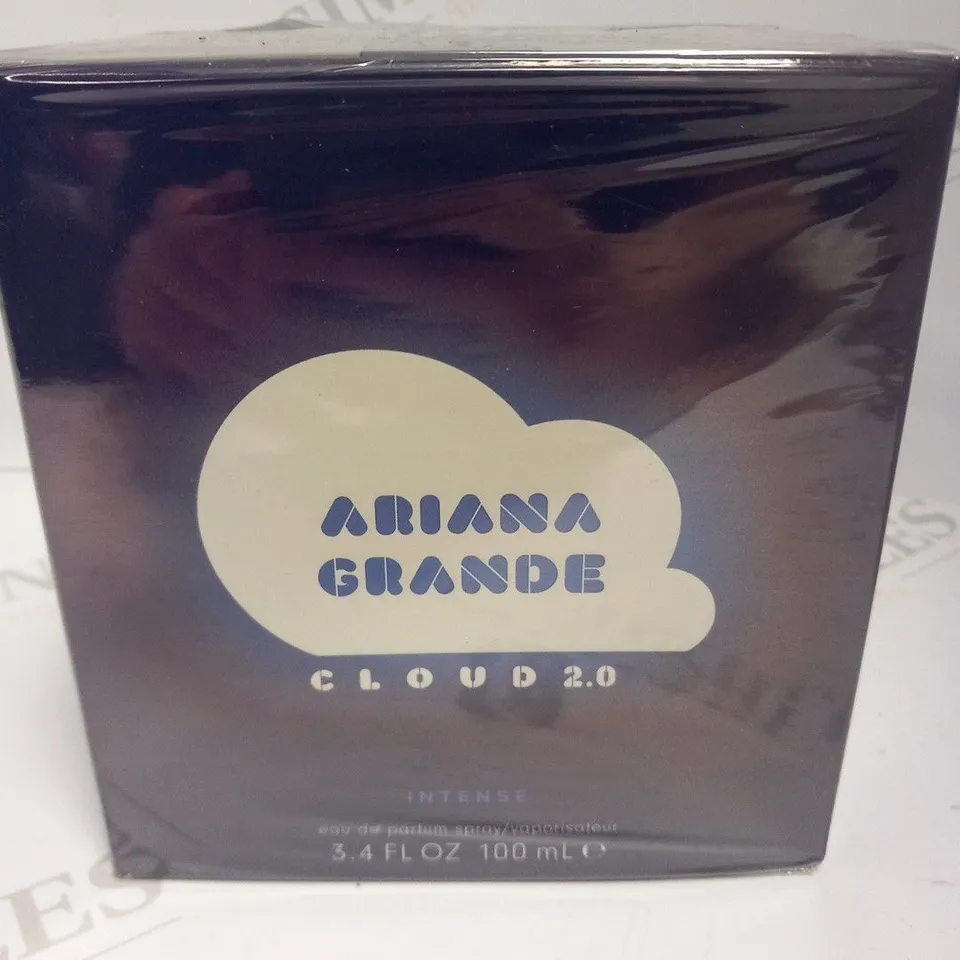 ARIANA
GRANDE
CLOUD 2.0
INTENSE
eau de parfum spray/vaporisateur
3.4 FL OZ 100 mL ℮